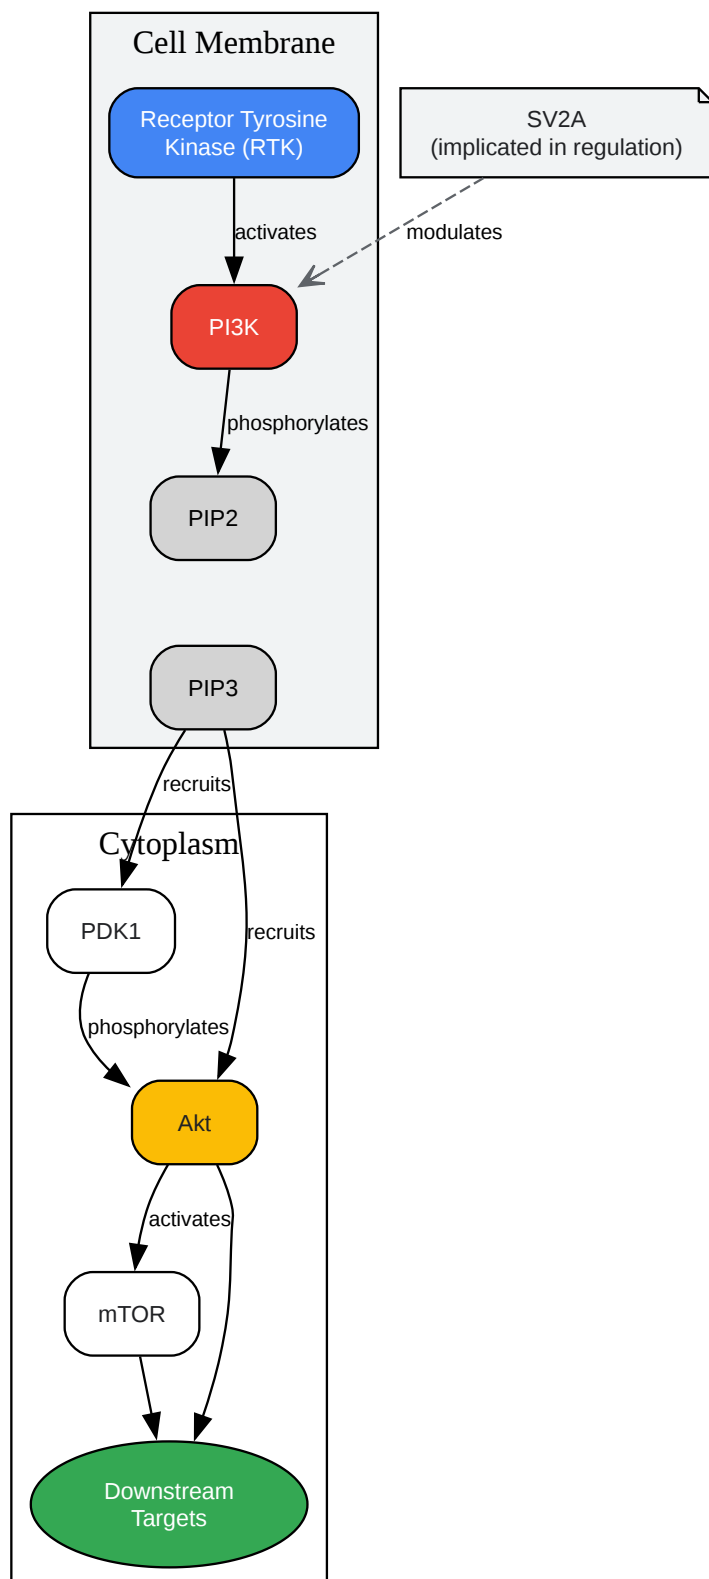 Cell Membrane
Receptor Tyrosine
Kinase (RTK)
SV2A
(implicated in regulation)
activates
modulates
PI3K
phosphorylates
PIP2
PIP3
recruits
Cytoplasm
PDK1
recruits
phosphorylates
Akt
activates
mTOR
Downstream
Targets